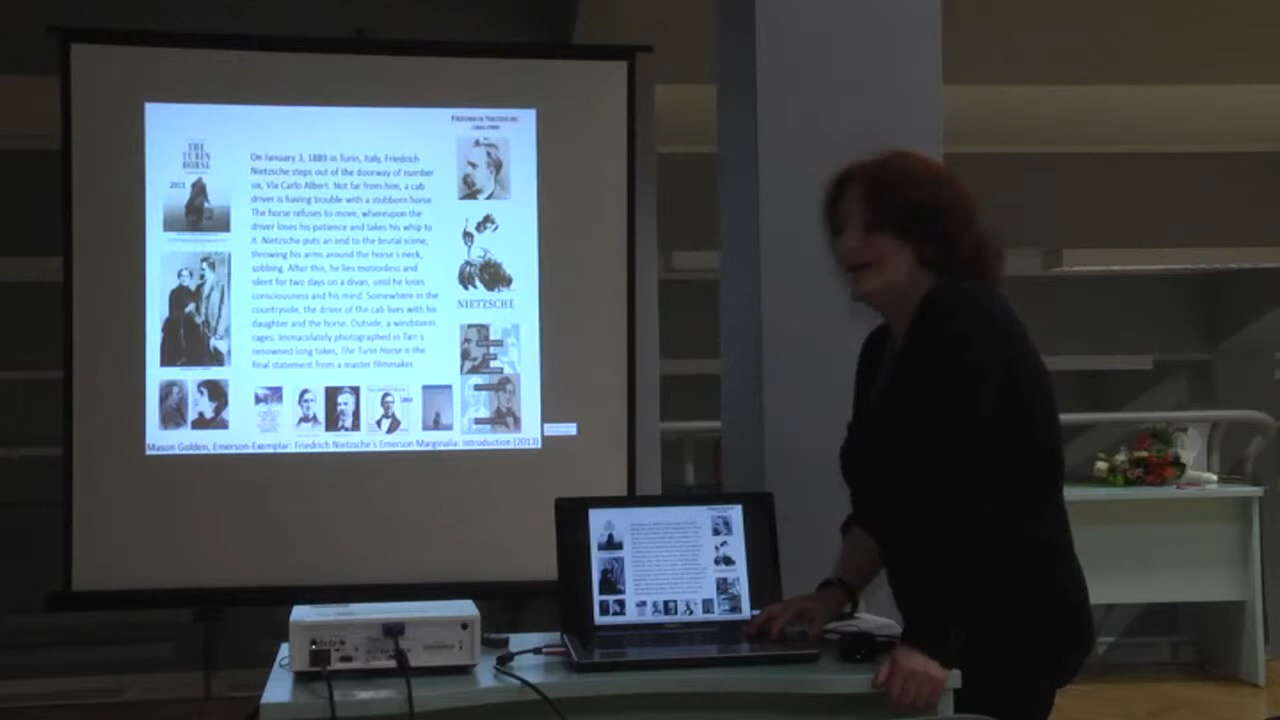 FRIEDRICH NIETZSCHE
(1844-1900)
THE
TURIN
HORSE
2011
On January 3, 1889 in Turin, Italy, Friedrich
Nietzsche steps out of the doorway of number
six, Via Carlo Albert. Not far from him, a cab
driver is having trouble with a stubborn horse
The horse refuses to move, whereupon the
driver loses his patience and takes his whip to
it. Nietzsche puts an end to the brutal scene,
throwing his arms around the horse s neck,
sobbing. After this, he lies motionless and
silent for two days on a divan, until he loses
consciousness and his mind. Somewhere in the
countryside, the driver of the cab lives with his
daughter and the horse. Outside, a windstorm
rages. Immaculately photographed in Tarr s
renowned long takes, The Turin Horse is the
final statement from a master filmmaker.
NIETZSCHE
Mason Golden, Emerson-Exemplar: Friedrich Nietzsche's Emerson Marginalia: Introduction (2013)